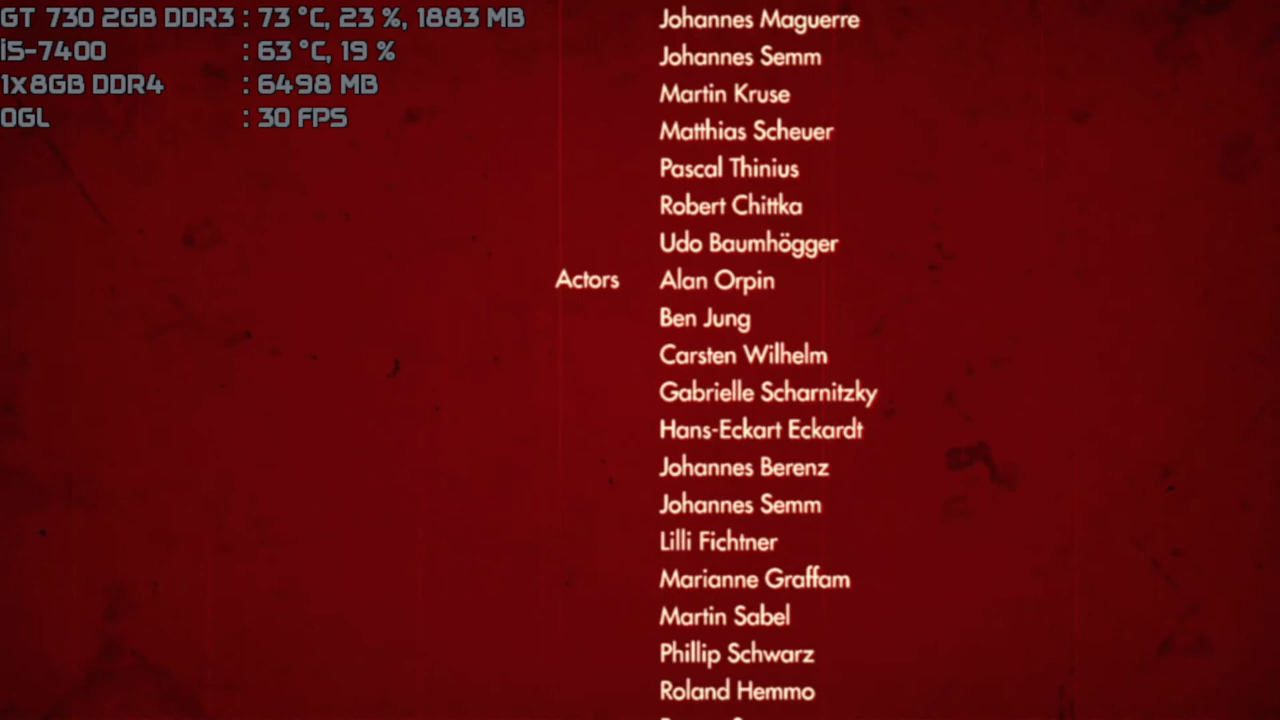 GT 730 2GB DDR3 : 73 °C, 23 %, 1883 MB
i5-7400 : 63 °C, 19 %
1x8GB DDR4 : 6498 MB
OGL : 30 FPS
Johannes Maguerre
Johannes Semm
Martin Kruse
Matthias Scheuer
Pascal Thinius
Robert Chittka
Udo Baumhögger
Actors Alan Orpin
Ben Jung
Carsten Wilhelm
Gabrielle Scharnitzky
Hans-Eckart Eckardt
Johannes Berenz
Johannes Semm
Lilli Fichtner
Marianne Graffam
Martin Sabel
Phillip Schwarz
Roland Hemmo